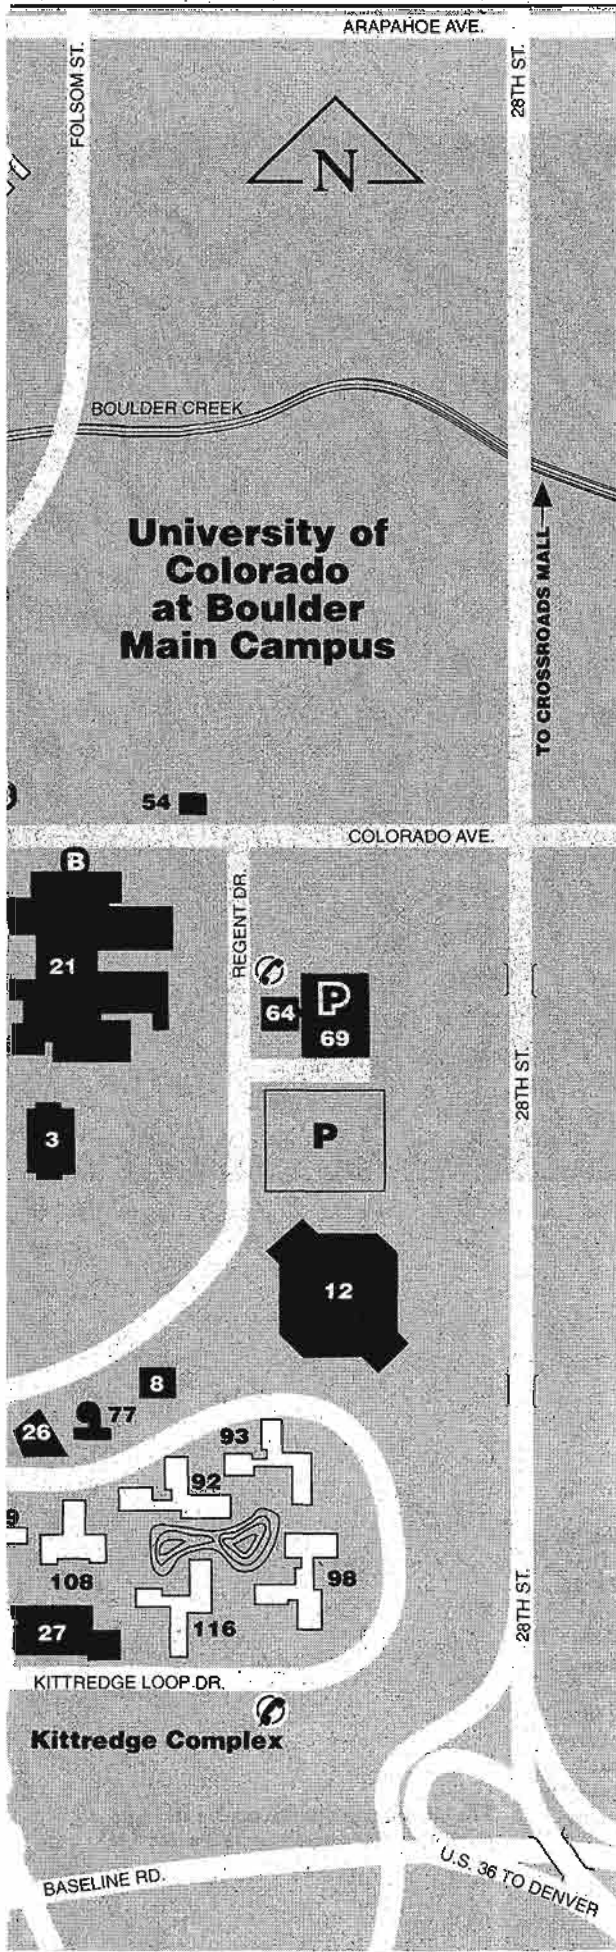 ARAPAHOE AVE.
FOLSOM ST.
28TH ST.
N
BOULDER CREEK
University of
Colorado
at Boulder
Main Campus
TO CROSSROADS MALL
54
COLORADO AVE.
B
REGENT DR.
21
P
64
69
28TH ST.
3
P
12
8
77
26
93
92
9
108
98
116
27
28TH ST.
KITTREDGE LOOP DR.
Kittredge Complex
U.S. 36 TO DENVER
BASELINE RD.